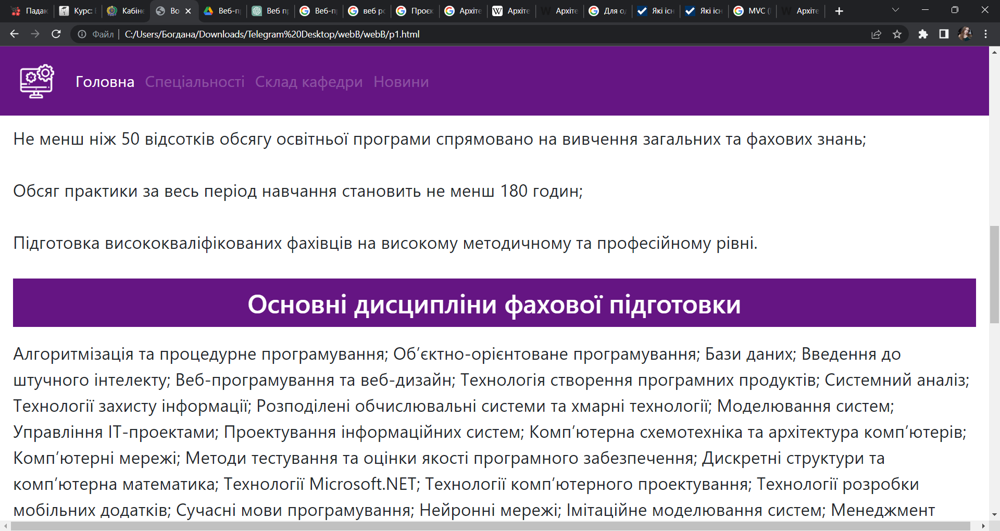 Падак
Курс:
Кабіне
Во
Веб-п
Веб п
Веб-п
веб ро
Проєк
Архіте
Архіте
Архіте
Для о
Які існ
Які існ
MVC (
Архіте
Файл
C:/Users/Богдана/Downloads/Telegram%20Desktop/webB/webB/p1.html
Головна Спеціальності Склад кафедри Новини
Не менш ніж 50 відсотків обсягу освітньої програми спрямовано на вивчення загальних та фахових знань;
Обсяг практики за весь період навчання становить не менш 180 годин;
Підготовка висококваліфікованих фахівців на високому методичному та професійному рівні.
Основні дисципліни фахової підготовки
Алгоритмізація та процедурне програмування; Об’єктно-орієнтоване програмування; Бази даних; Введення до
штучного інтелекту; Веб-програмування та веб-дизайн; Технологія створення програмних продуктів; Системний аналіз;
Технології захисту інформації; Розподілені обчислювальні системи та хмарні технології; Моделювання систем;
Управління ІТ-проектами; Проектування інформаційних систем; Комп’ютерна схемотехніка та архітектура комп’ютерів;
Комп’ютерні мережі; Методи тестування та оцінки якості програмного забезпечення; Дискретні структури та
комп’ютерна математика; Технології Microsoft.NET; Технології комп’ютерного проектування; Технології розробки
мобільних додатків; Сучасні мови програмування; Нейронні мережі; Імітаційне моделювання систем; Менеджмент